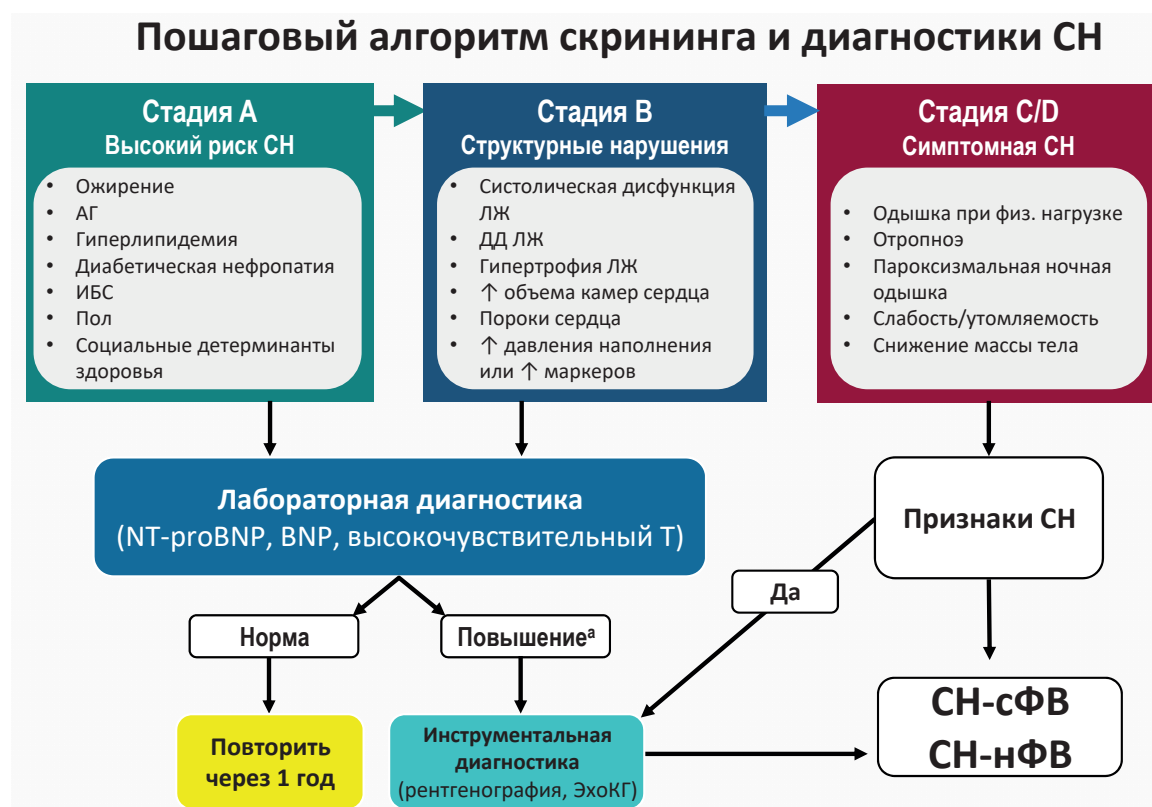 Пошаговый алгоритм скрининга и диагностики СН
Стадия А
Высокий риск СН
• Ожирение
• АГ
• Гиперлипидемия
• Диабетическая нефропатия
• ИБС
• Пол
• Социальные детерминанты
здоровья
Стадия В
Структурные нарушения
• Систолическая дисфункция
ЛЖ
• ДД ЛЖ
• Гипертрофия ЛЖ
• ↑ объема камер сердца
• Пороки сердца
• ↑ давления наполнения
или ↑ маркеров
Стадия C/D
Симптомная СН
• Одышка при физ. нагрузке
• Отропноэ
• Пароксизмальная ночная
одышка
• Слабость/утомляемость
• Снижение массы тела
Лабораторная диагностика
(NT-proBNP, BNP, высокочувствительный Т)
Признаки СН
Да
Норма
Повышениеᵃ
Повторить
через 1 год
Инструментальная
диагностика
(рентгенография, ЭхоКГ)
СН-сФВ
СН-нФВ